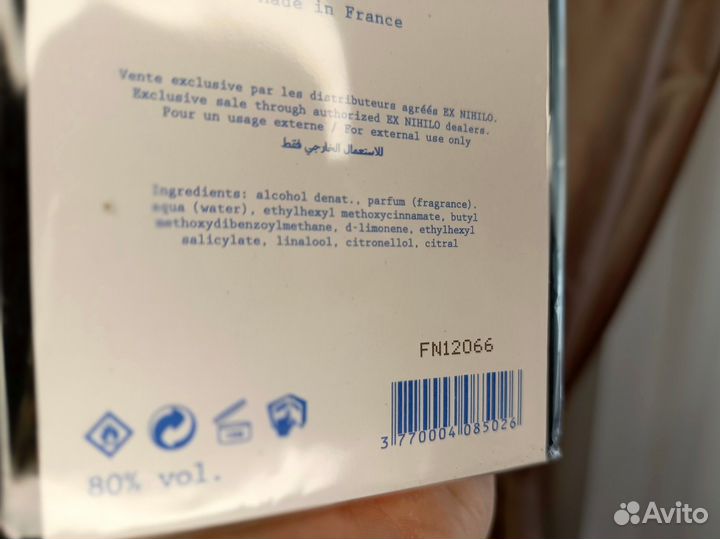 Made in France
Vente exclusive par les distributeurs agréés EX NIHILO.
Exclusive sale through authorized EX NIHILO dealers.
Pour un usage externe / For external use only
للاستعمال الخارجي فقط
Ingredients: alcohol denat., parfum (fragrance).
aqua (water), ethylhexyl methoxycinnamate, butyl
methoxydibenzoylmethane, d-limonene, ethylhexyl
salicylate, linalool, citronellol, citral
FN12066
3 770004 085026
80% vol.
Avito